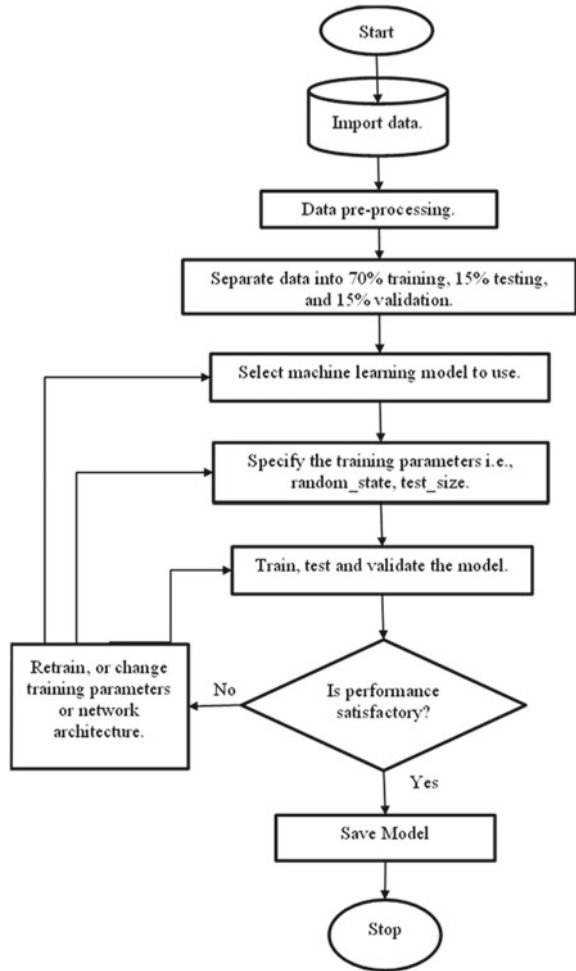 Start
Import data.
Data pre-processing.
Separate data into 70% training, 15% testing,
and 15% validation.
Select machine learning model to use.
Specify the training parameters i.e.,
random_state, test_size.
Train, test and validate the model.
Is performance
satisfactory?
No
Retrain, or change
training parameters
or network
architecture.
Yes
Save Model
Stop